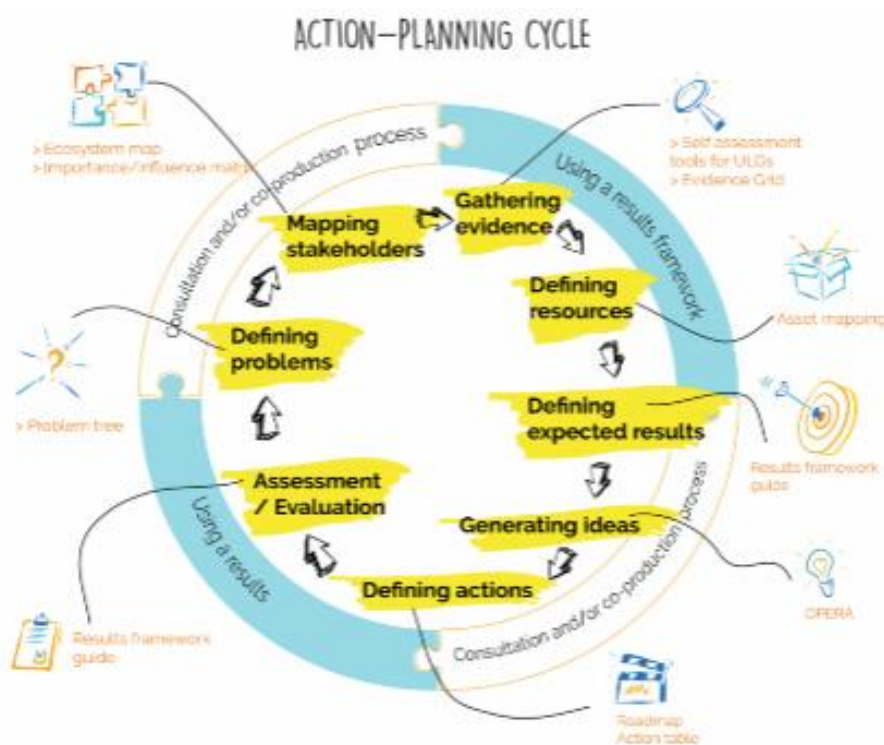 ACTION-PLANNING CYCLE
> Ecosystem map
> Importance/influence matrix
Consultation and/or co-production process
> Self assessment
tools for ULGs
> Evidence Grid
Using a results framework
Mapping
stakeholders
Gathering
evidence
Defining
resources
Asset mapping
Defining
problems
> Problem tree
Defining
expected results
Results framework
guide
Assessment
/ Evaluation
Generating ideas
OPERA
Defining actions
Using a results
Consultation and/or co-production process
Results framework
guide
Roadmap
Action table